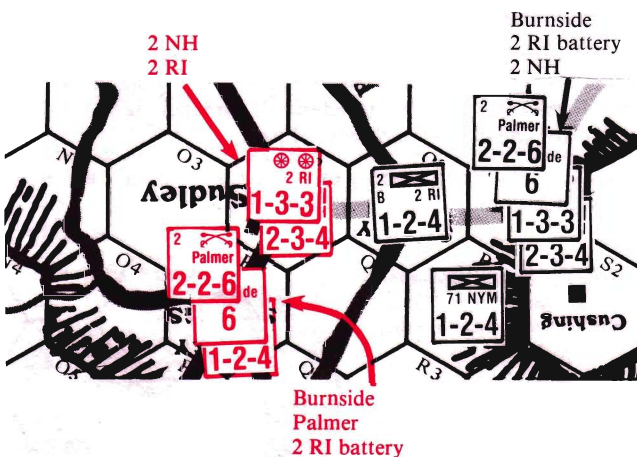 2 NH
2 RI
Burnside
2 RI battery
2 NH
2
Palmer
2-2-6
de
6
1-3-3
2-3-4
2 RI
1-3-3
2-3-4
2
B
2 RI
1-2-4
O3
Sudley
O4
2
Palmer
2-2-6
de
6
1-2-4
71 NYM
1-2-4
S2
Cushing
R3
Q
Burnside
Palmer
2 RI battery